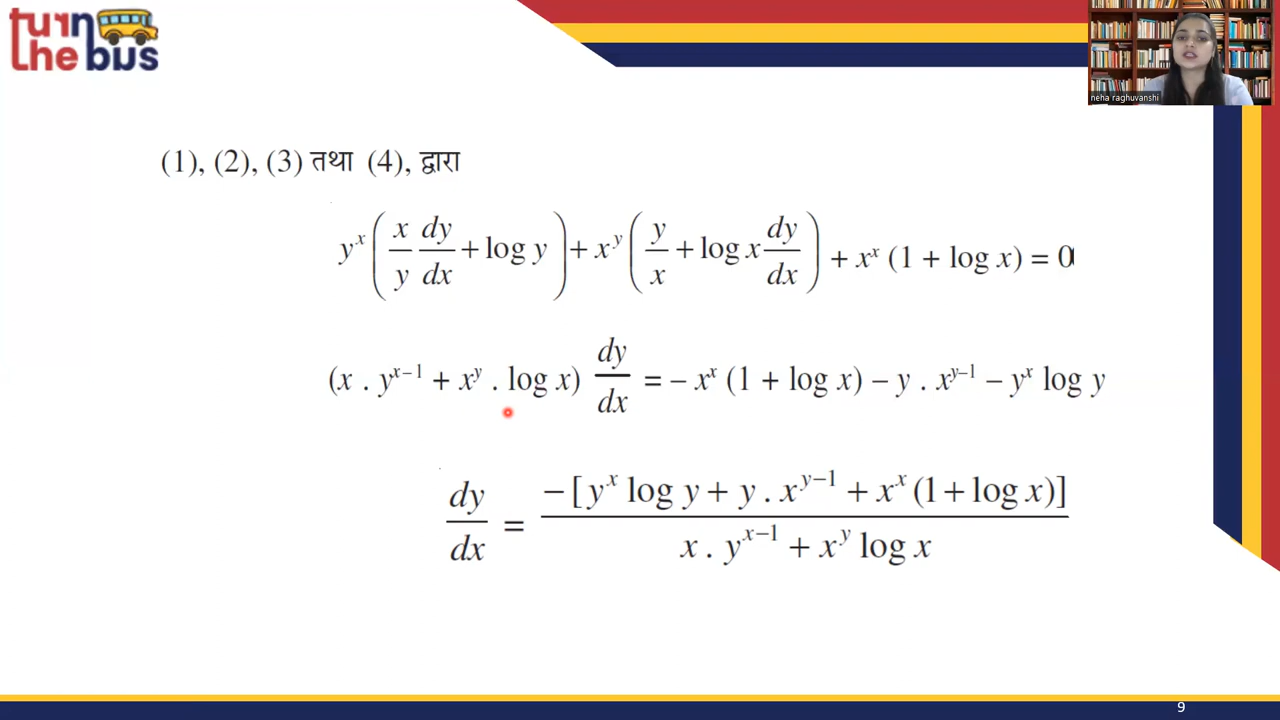 turn
the bus
neha raghuvanshi
(1), (2), (3) तथा (4), द्वारा
y^x ( x/y dy/dx + log y ) + x^y ( y/x + log x dy/dx ) + x^x (1 + log x) = 0
(x . y^{x–1} + x^y . log x) dy/dx = – x^x (1 + log x) – y . x^{y–1} – y^x log y
dy/dx = –[y^x log y + y . x^{y–1} + x^x (1 + log x)] / x . y^{x–1} + x^y log x
9